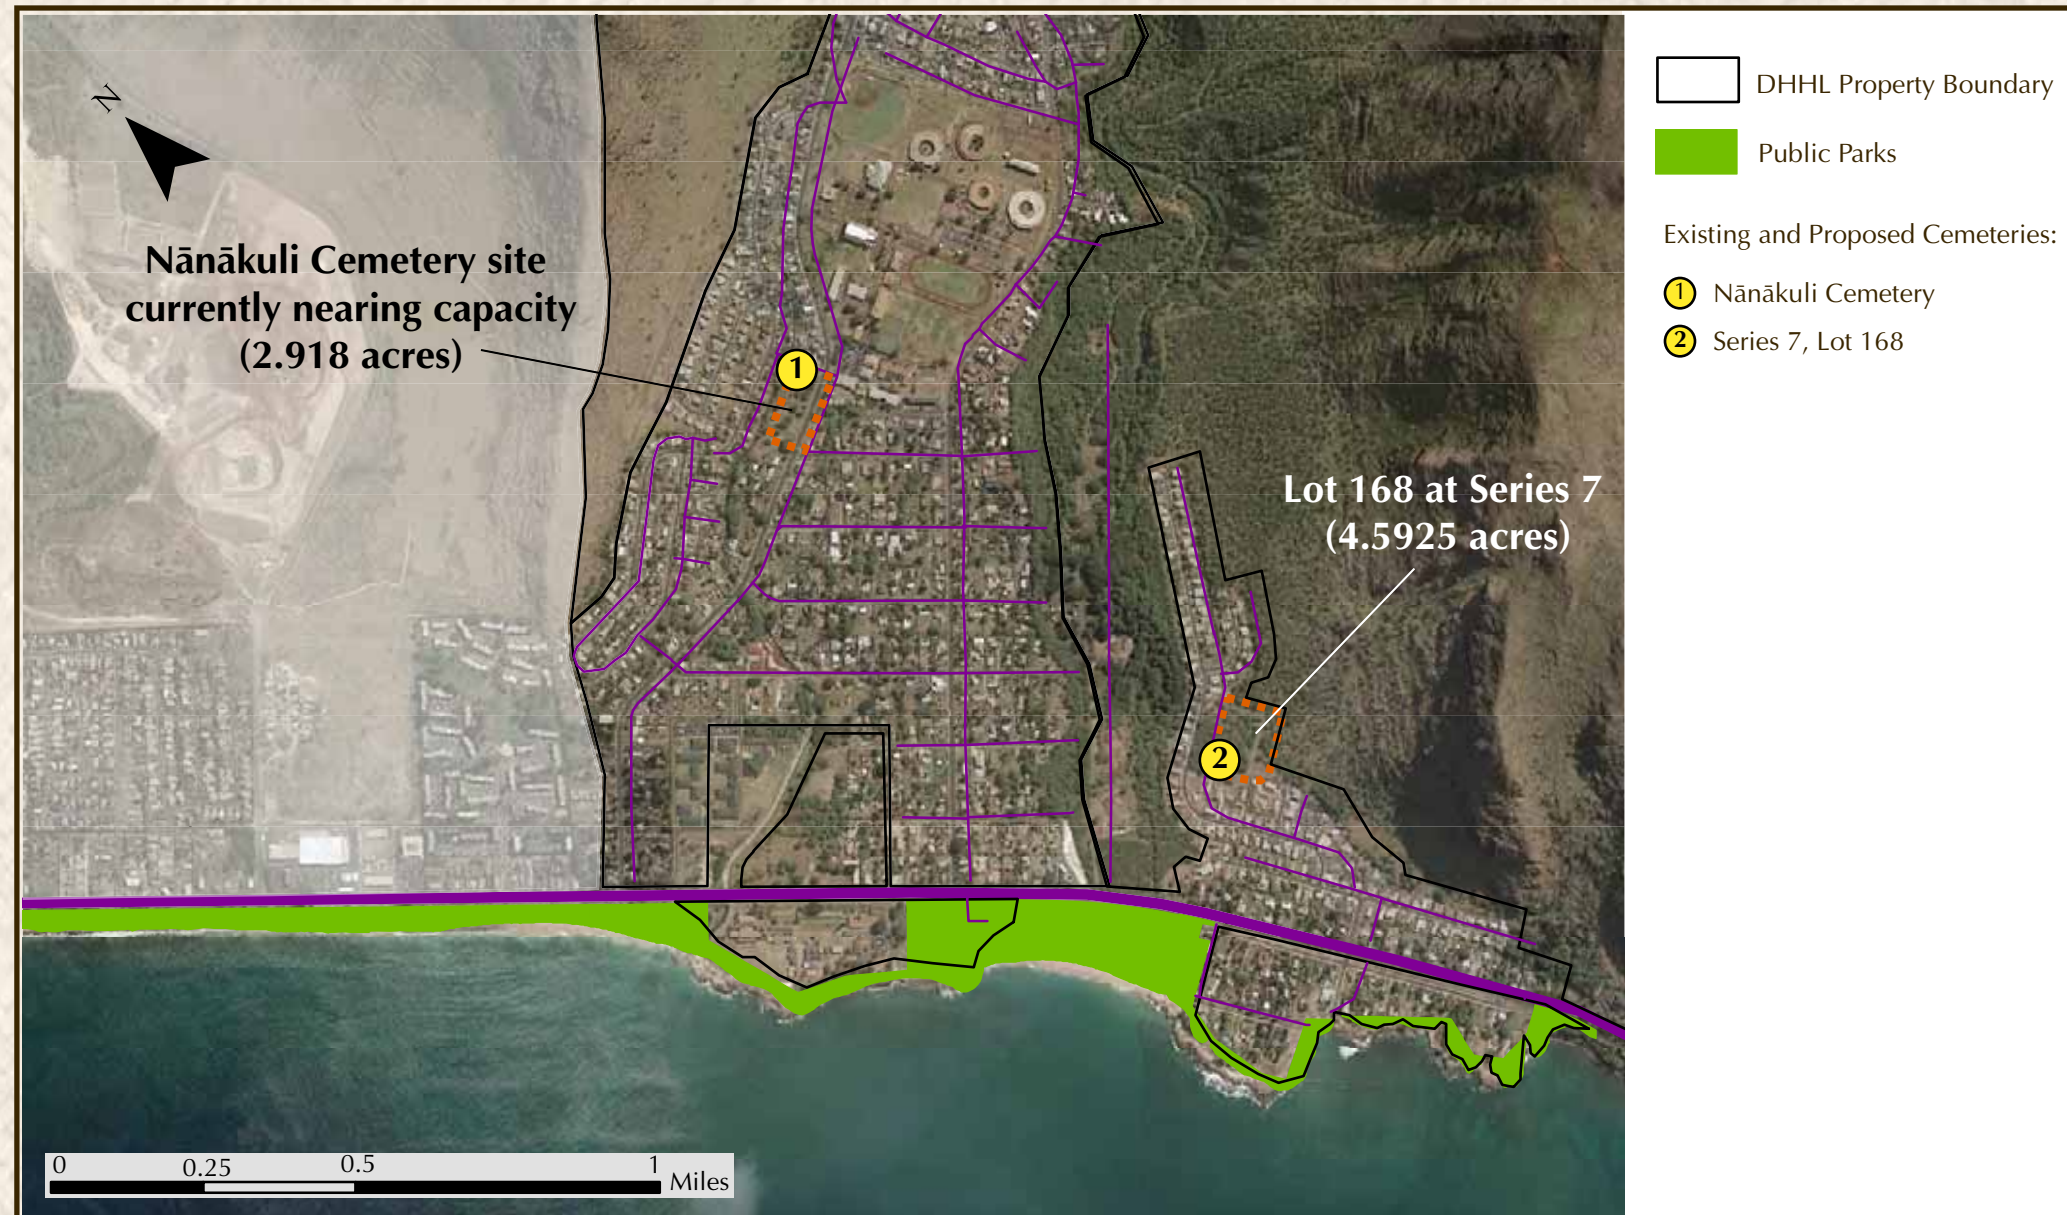 N
Nānākuli Cemetery site
currently nearing capacity
(2.918 acres)
1
Lot 168 at Series 7
(4.5925 acres)
2
0 0.25 0.5 1 Miles
DHHL Property Boundary
Public Parks
Existing and Proposed Cemeteries:
1 Nānākuli Cemetery
2 Series 7, Lot 168